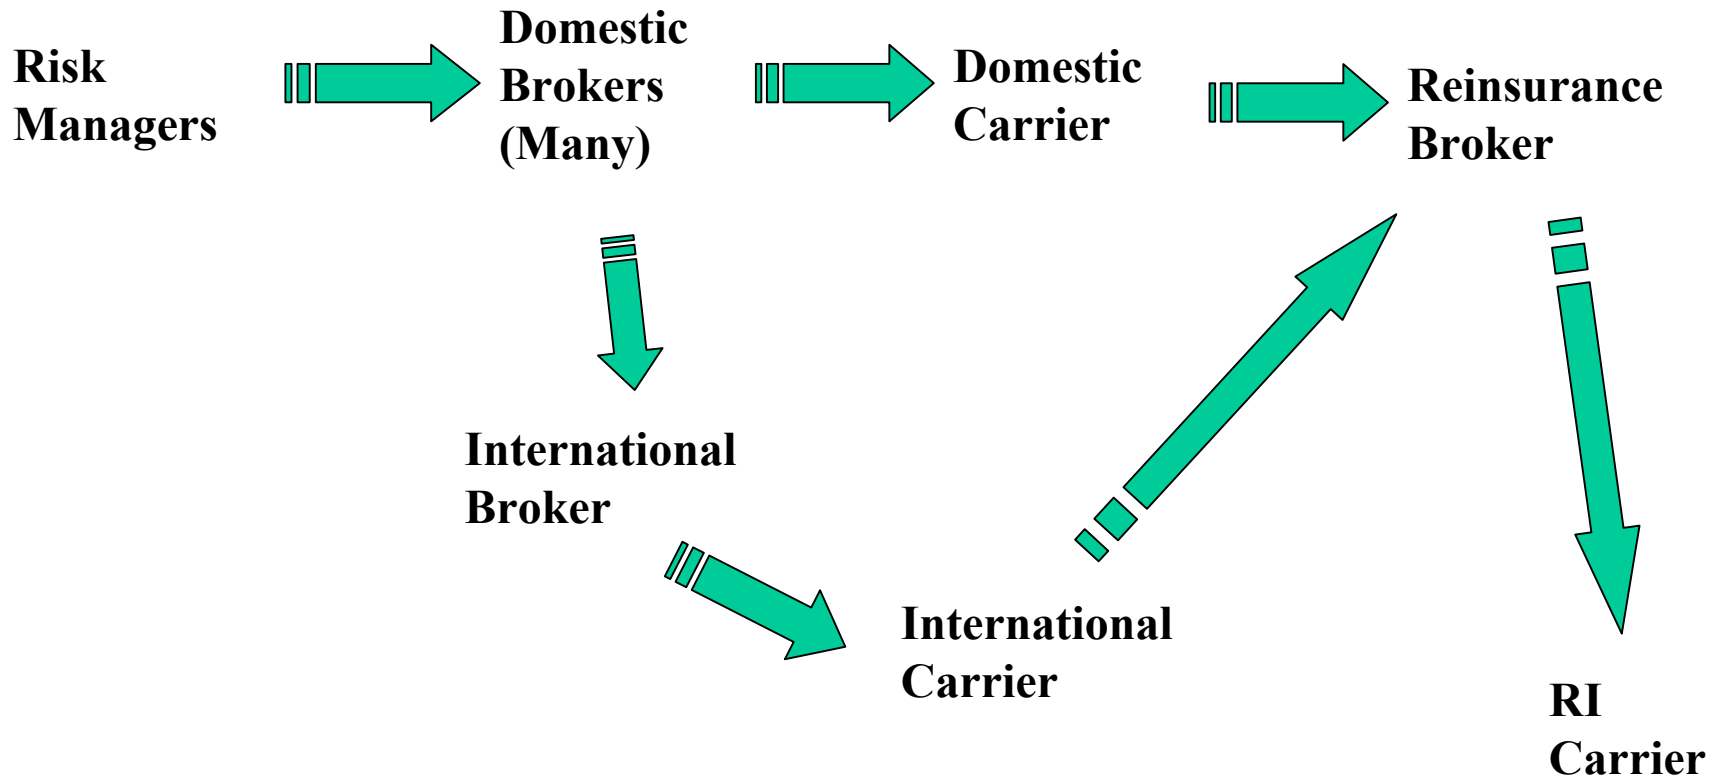 Risk
Managers
Domestic
Brokers
(Many)
Domestic
Carrier
Reinsurance
Broker
International
Broker
International
Carrier
RI
Carrier